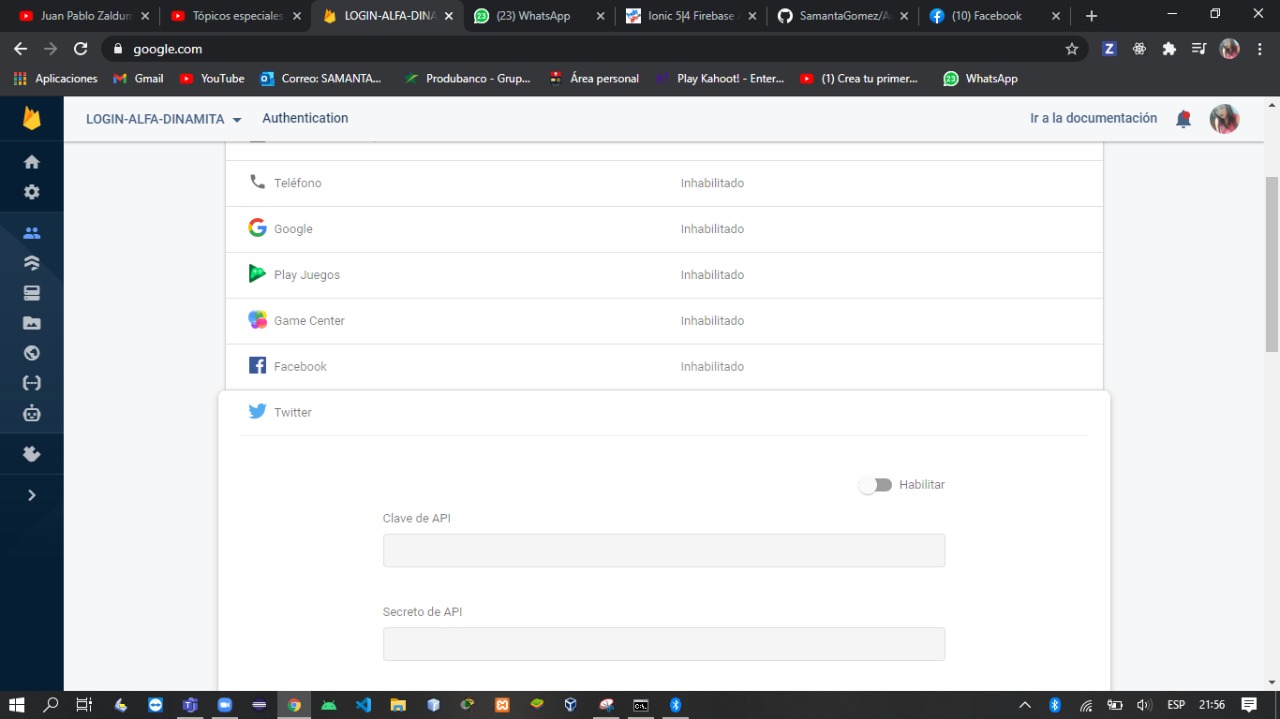 Juan Pablo Zaldum
Tópicos especiales
LOGIN-ALFA-DINA
(23) WhatsApp
Ionic 5|4 Firebase
SamantaGomez/A
(10) Facebook
google.com
Aplicaciones
Gmail
YouTube
Correo: SAMANTA...
Produbanco - Grup...
Área personal
Play Kahoot! - Enter...
(1) Crea tu primer...
WhatsApp
LOGIN-ALFA-DINAMITA
Authentication
Ir a la documentación
Teléfono
Inhabilitado
Google
Inhabilitado
Play Juegos
Inhabilitado
Game Center
Inhabilitado
Facebook
Inhabilitado
Twitter
Habilitar
Clave de API
Secreto de API
ESP
21:56